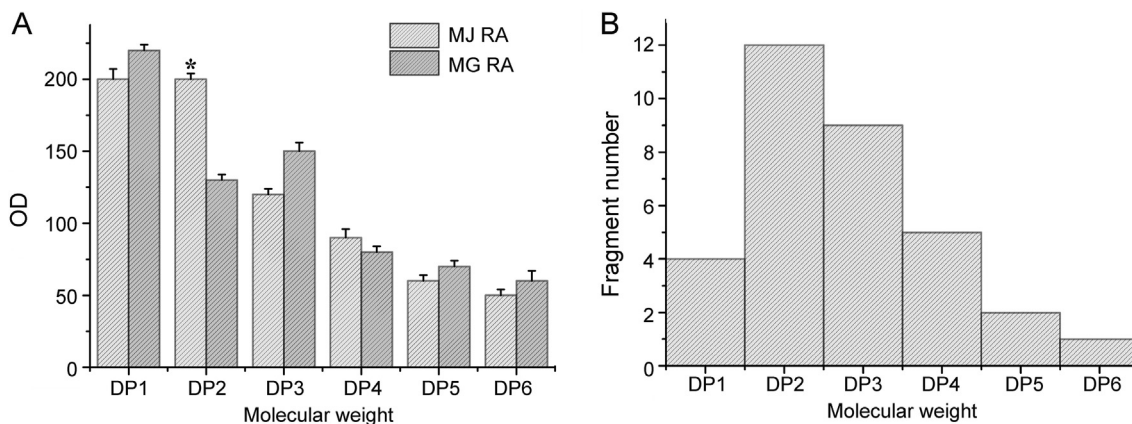 A
MJ RA
MG RA
*
OD
200
150
100
50
0
DP1 DP2 DP3 DP4 DP5 DP6
Molecular weight
B
Fragment number
12
10
8
6
4
2
0
DP1 DP2 DP3 DP4 DP5 DP6
Molecular weight